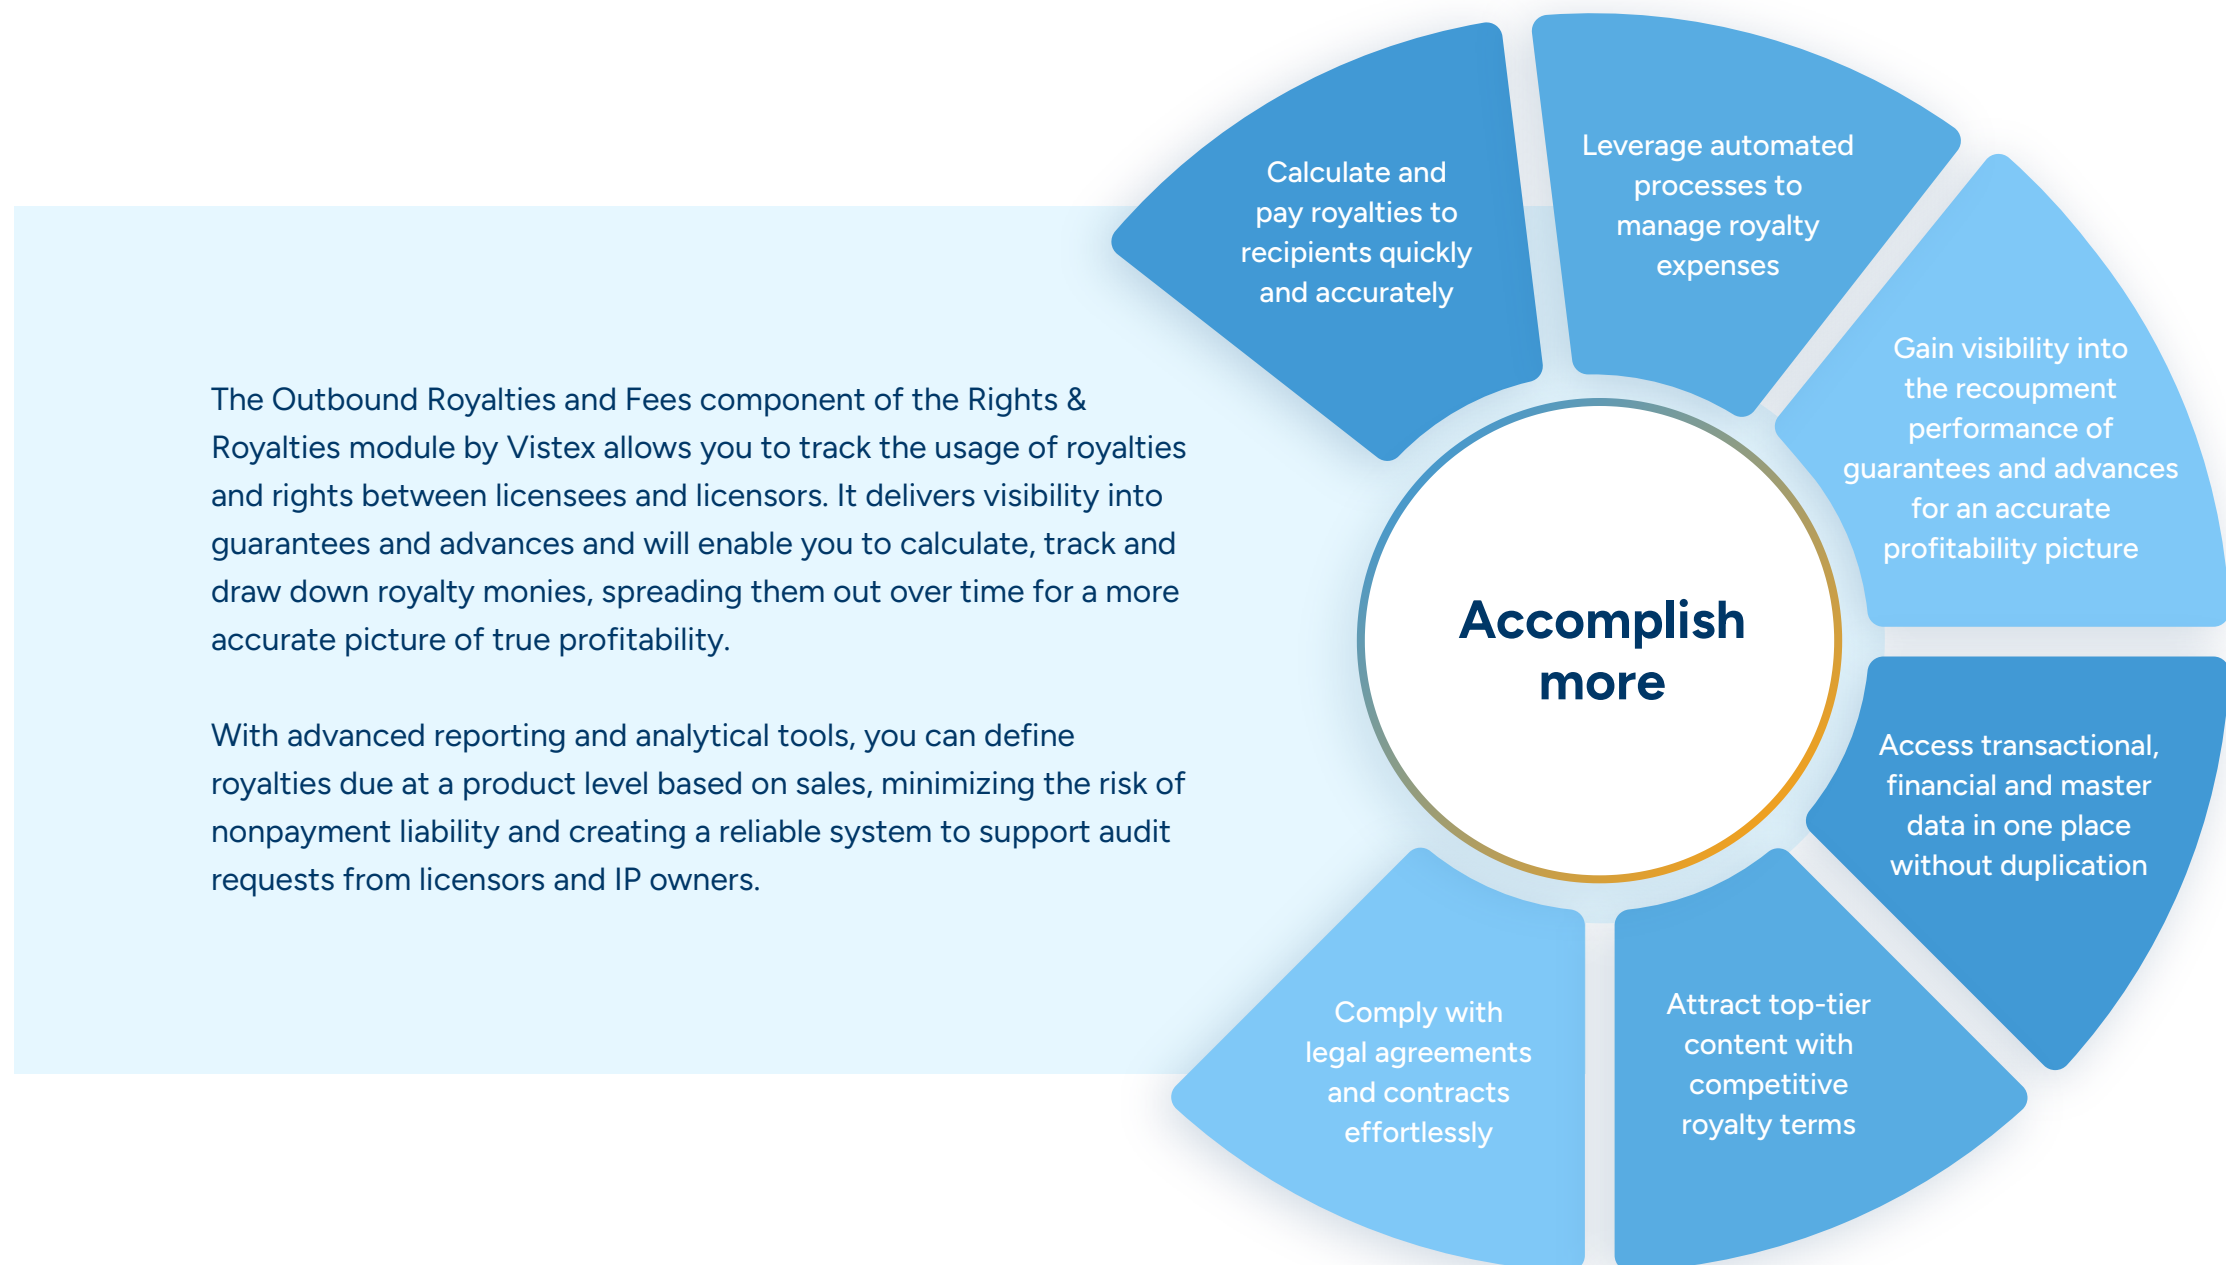 The Outbound Royalties and Fees component of the Rights &
Royalties module by Vistex allows you to track the usage of royalties
and rights between licensees and licensors. It delivers visibility into
guarantees and advances and will enable you to calculate, track and
draw down royalty monies, spreading them out over time for a more
accurate picture of true profitability.
With advanced reporting and analytical tools, you can define
royalties due at a product level based on sales, minimizing the risk of
nonpayment liability and creating a reliable system to support audit
requests from licensors and IP owners.
Accomplish
more
Calculate and
pay royalties to
recipients quickly
and accurately
Leverage automated
processes to
manage royalty
expenses
Gain visibility into
the recoupment
performance of
guarantees and advances
for an accurate
profitability picture
Access transactional,
financial and master
data in one place
without duplication
Attract top-tier
content with
competitive
royalty terms
Comply with
legal agreements
and contracts
effortlessly